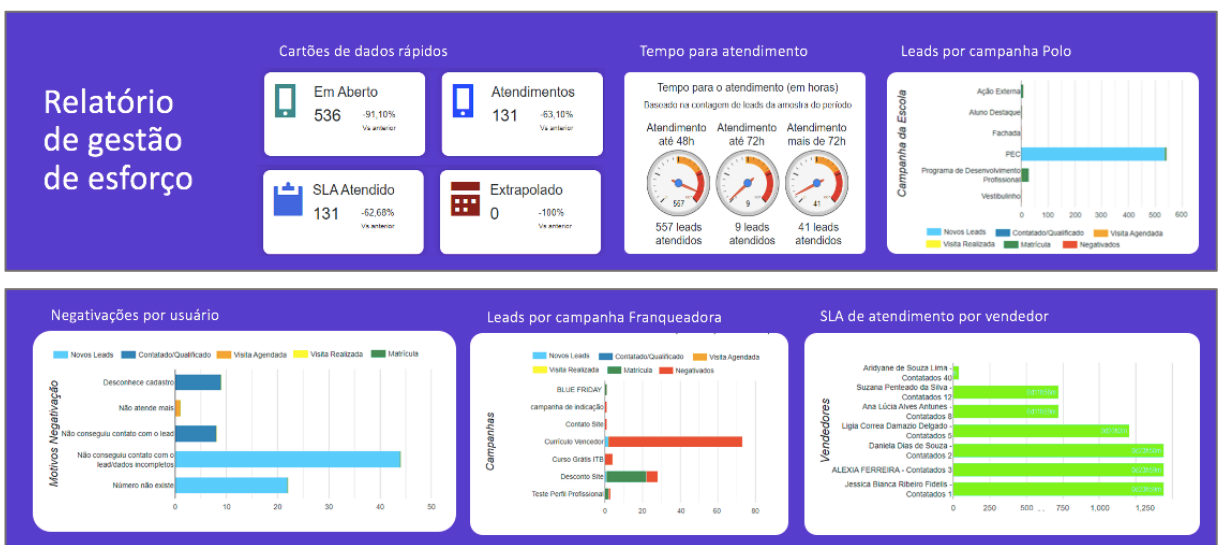 Relatório
de gestão
de esforço
Cartões de dados rápidos
Em Aberto
536
-91,10%
Vs anterior
Atendimentos
131
-63,10%
Vs anterior
SLA Atendido
131
-62,68%
Vs anterior
Extrapolado
0
-100%
Vs anterior
Tempo para atendimento
Tempo para o atendimento (em horas)
Baseado na contagem de leads da amostra do período
Atendimento
até 48h
Atendimento
até 72h
Atendimento
mais de 72h
567
9
41
557 leads
atendidos
9 leads
atendidos
41 leads
atendidos
Leads por campanha Polo
Campanha da Escola
Ação Externa
Aluno Destaque
Fachada
PEC
Programa de Desenvolvimento
Profissional
Vestibulinho
0 100 200 300 400 500 600
Novos Leads Contatado/Qualificado Visita Agendada
Visita Realizada Matrícula Negativados
Negativações por usuário
Novos Leads Contatado/Qualificado Visita Agendada Visita Realizada Matrícula
Motivos Negativação
Desconhece cadastro
Não atende mais
Não conseguiu contato com o lead
Não conseguiu contato com o
lead/dados incompletos
Número não existe
0 10 20 30 40 50
Leads por campanha Franqueadora
Novos Leads Contatado/Qualificado Visita Agendada
Visita Realizada Matrícula Negativados
Campanhas
BLUE FRIDAY
campanha de indicação
Contato Site
Currículo Vencedor
Curso Grátis ITB
Desconto Site
Teste Perfil Profissional
0 20 40 60 80
SLA de atendimento por vendedor
Vendedores
Aridyane de Souza Lima -
Contatados 40
Suzana Penteado da Silva -
Contatados 12
Ana Lúcia Alves Antunes -
Contatados 8
Ligia Correa Damazio Delgado -
Contatados 5
Daniela Dias de Souza -
Contatados 2
ALEXIA FERREIRA - Contatados 3
Jessica Bianca Ribeiro Fidelis -
Contatados 1
0 250 500 750 1,000 1,250